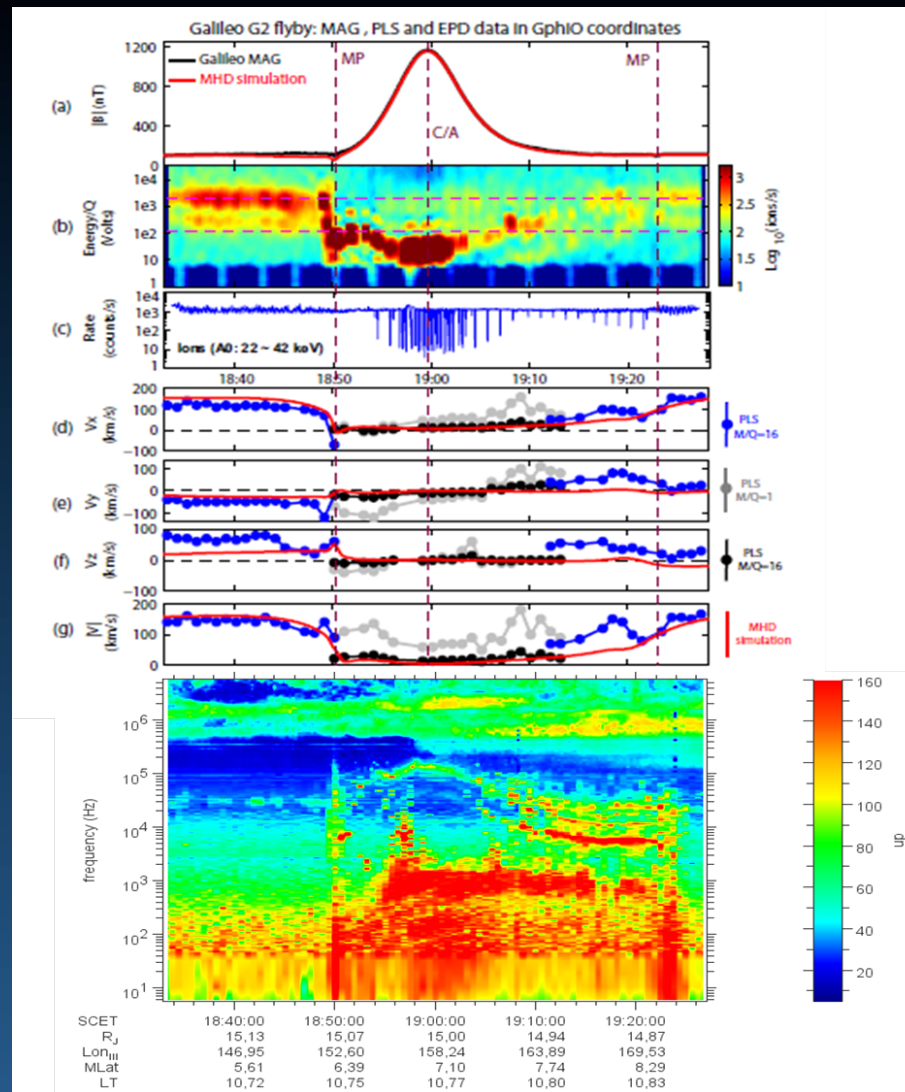 Galileo G2 flyby: MAG , PLS and EPD data in GphIO coordinates
1200
800
400
0
(a)
|B|(nT)
Galileo MAG
MHD simulation
MP
C/A
MP
1e4
1e3
1e2
10
1
(b)
Energy/Q
(Volts)
3
2.5
2
1.5
1
Log 10 (ions/s)
1e4
1e3
1e2
10
1
(c)
Rate
(counts/s)
Ions (A0: 22 ~ 42 keV)
18:40 18:50 19:00 19:10 19:20
200
100
0
−100
(d)
Vx
(km/s)
PLS
M/Q=16
100
0
−100
(e)
Vy
(km/s)
PLS
M/Q=1
100
0
−100
(f)
Vz
(km/s)
PLS
M/Q=16
200
100
0
(g)
|V|
(km/s)
MHD
simulation
10⁶
10⁵
10⁴
10³
10²
10¹
frequency (Hz)
160
140
120
100
80
60
40
20
dn
SCET 18:40:00 18:50:00 19:00:00 19:10:00 19:20:00
RJ 15,13 15,07 15,00 14,94 14,87
LonIII 146,95 152,60 158,24 163,89 169,53
MLat 5,61 6,39 7,10 7,74 8,29
LT 10,72 10,75 10,77 10,80 10,83